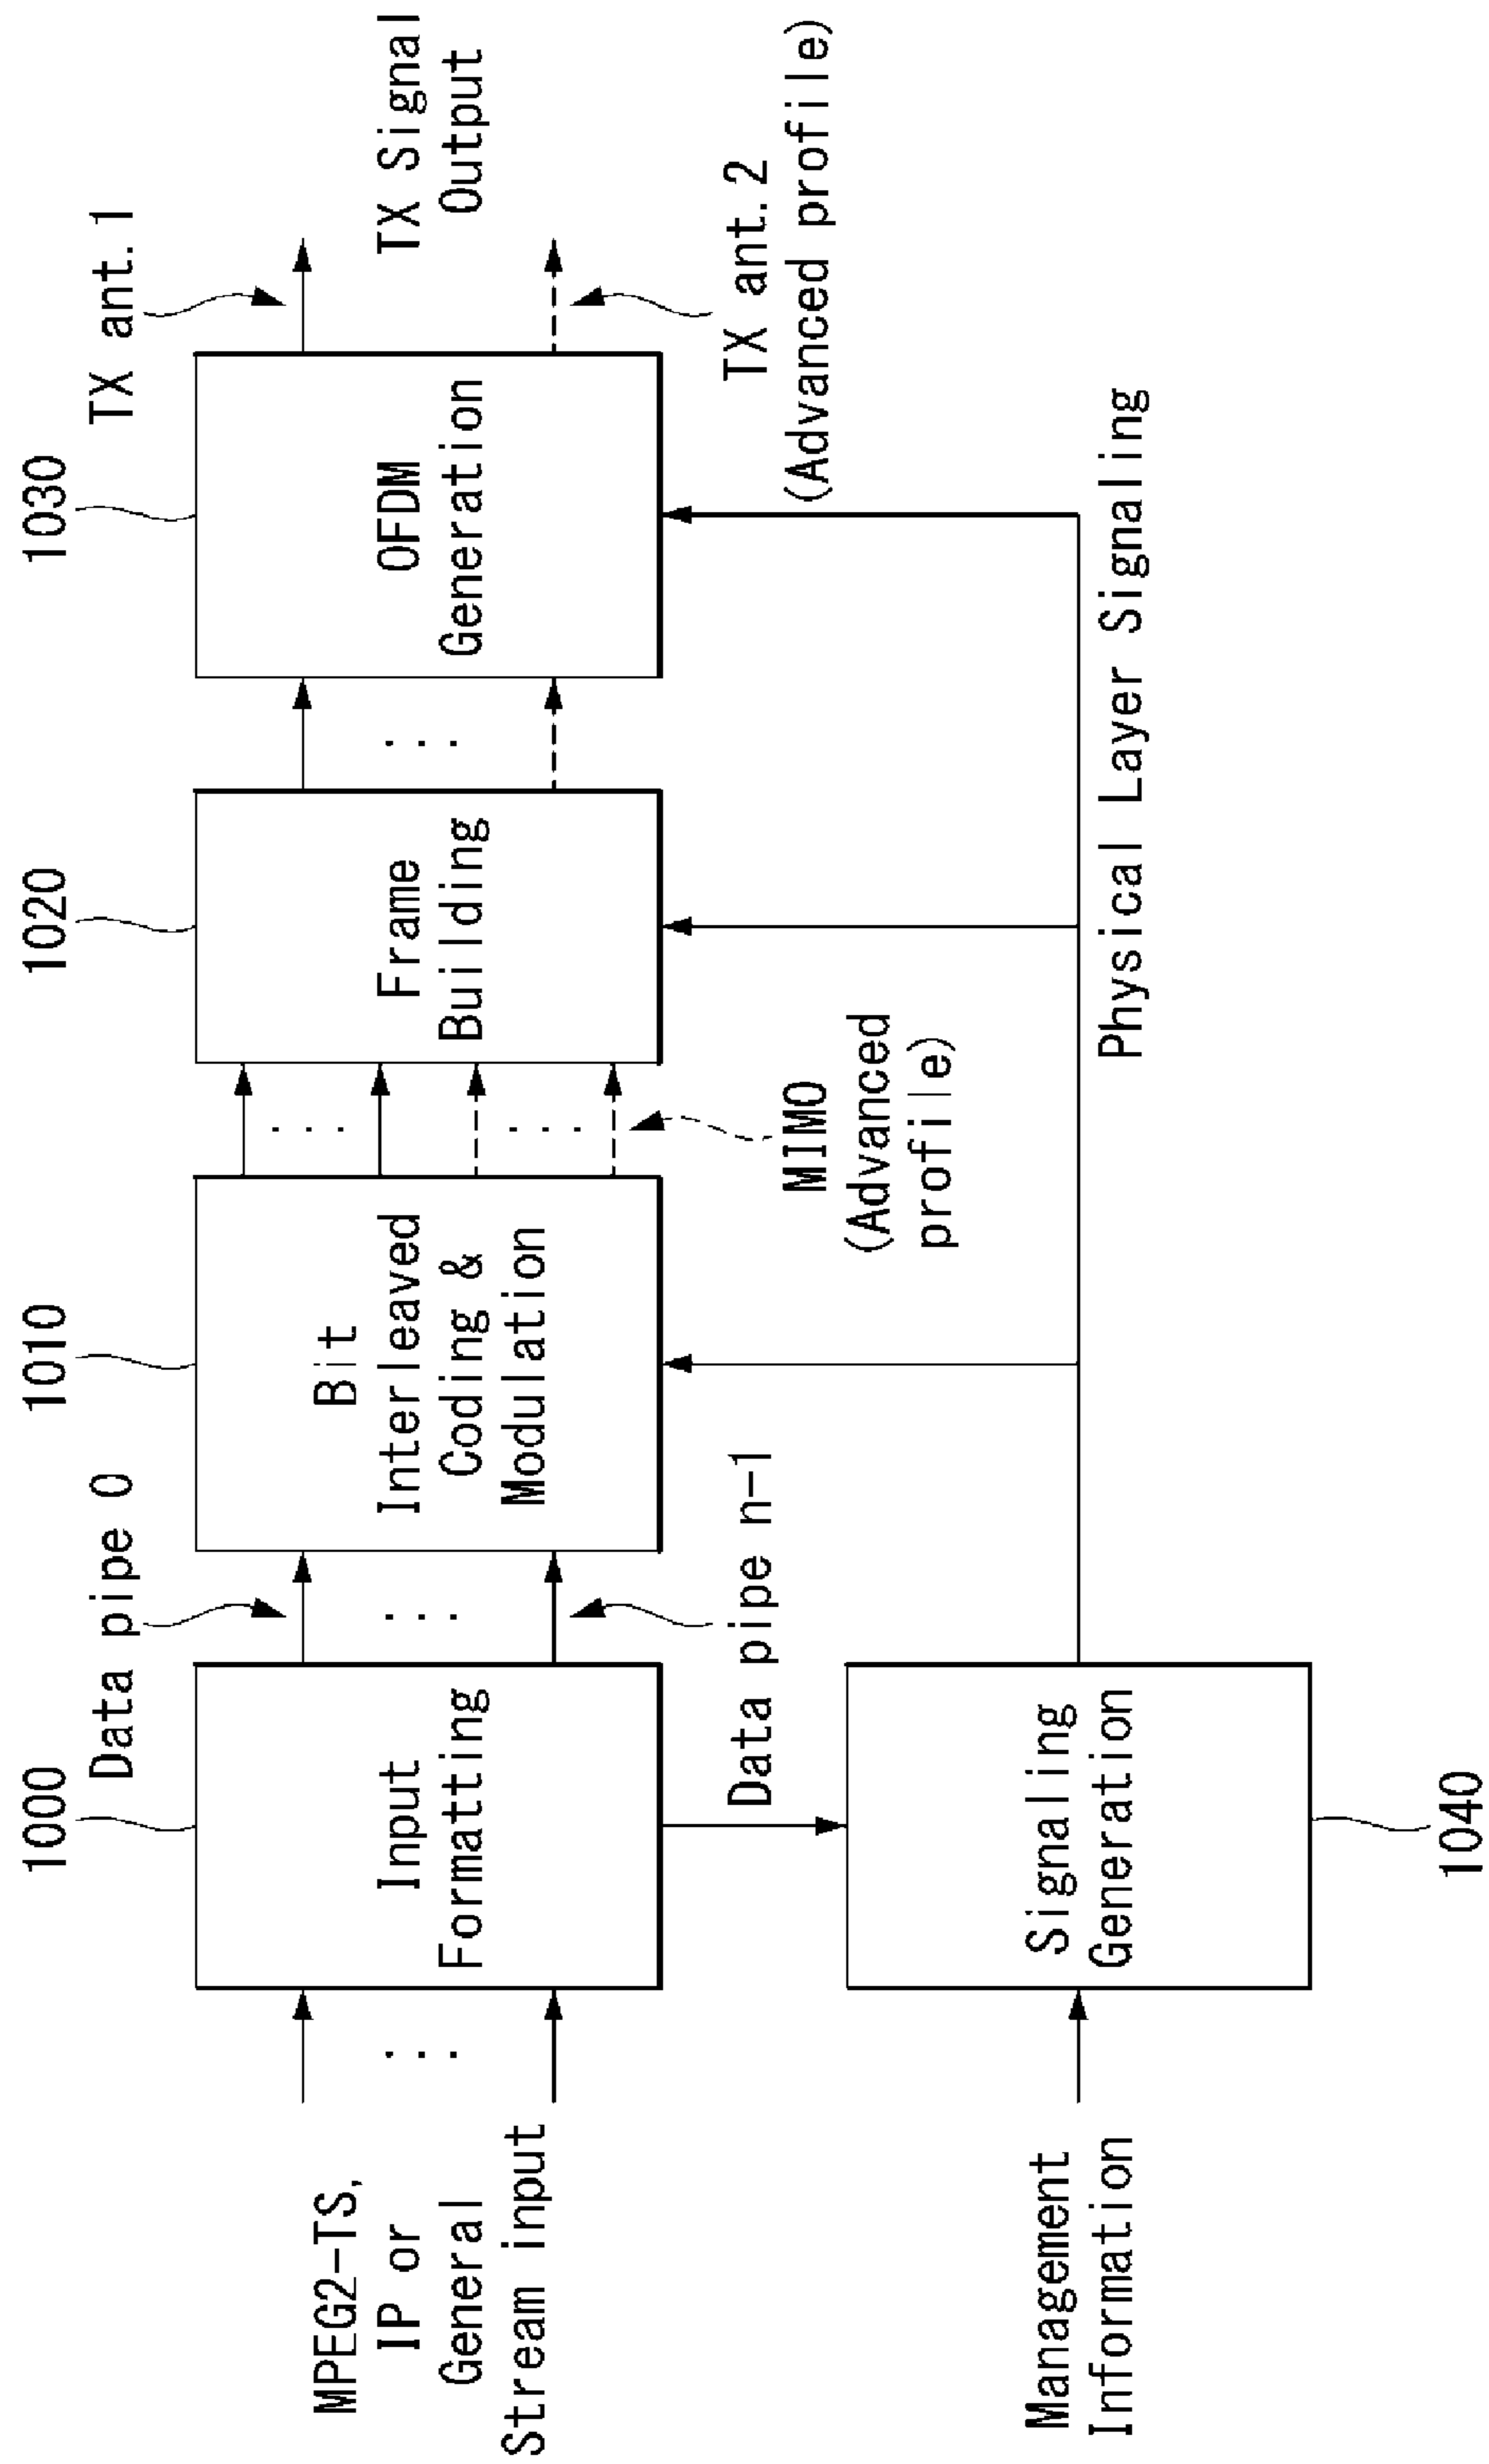 1000
1010
1020
1030
Data pipe 0
TX ant.1
MPEG2-TS,
IP or
General
Stream input
Input
Formatting
Bit
Interleaved
Coding &
Modulation
Frame
Building
OFDM
Generation
TX Signal
Output
Data pipe n-1
MIMO
(Advanced
profile)
TX ant.2
(Advanced profile)
Management
Information
Signaling
Generation
Physical Layer Signaling
1040